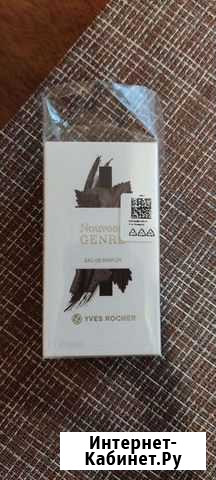 Nouveau
GENRE
EAU DE PARFUM
YVES ROCHER
Интернет-
Кабинет.Ру